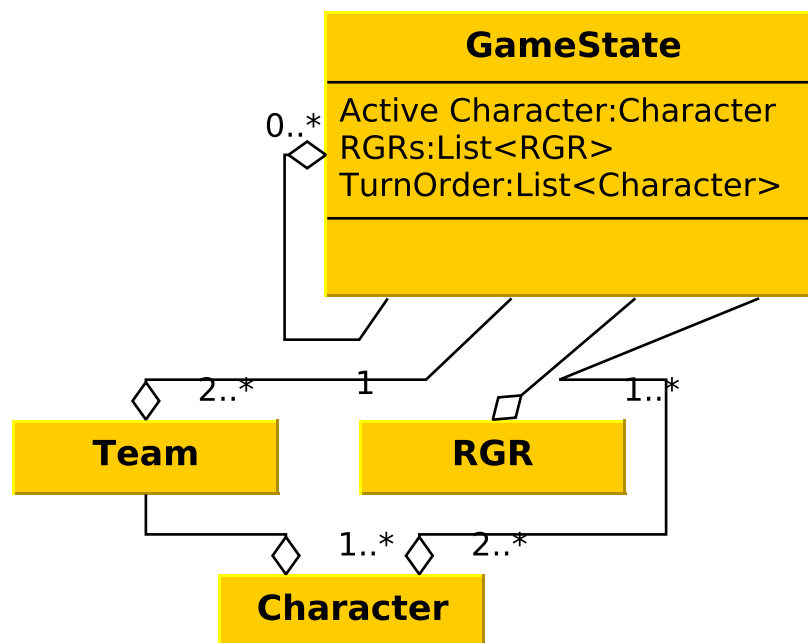 GameState
0..*
Active Character:Character
RGRs:List<RGR>
TurnOrder:List<Character>
2..*
1
1..*
Team
RGR
1..*
2..*
Character